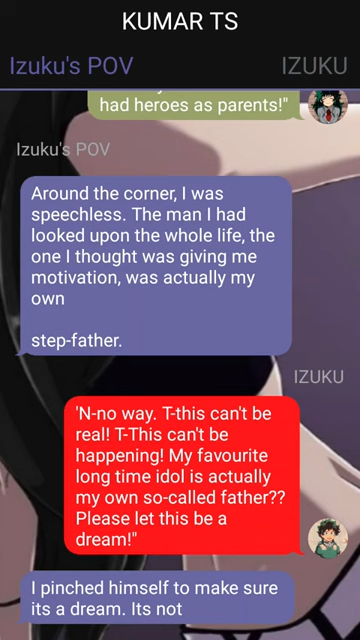 KUMAR TS
Izuku's POV
IZUKU
had heroes as parents!"
Izuku's POV
Around the corner, I was
speechless. The man I had
looked upon the whole life, the
one I thought was giving me
motivation, was actually my
own
step-father.
IZUKU
'N-no way. T-this can't be
real! T-This can't be
happening! My favourite
long time idol is actually
my own so-called father??
Please let this be a
dream!"
I pinched himself to make sure
its a dream. Its not